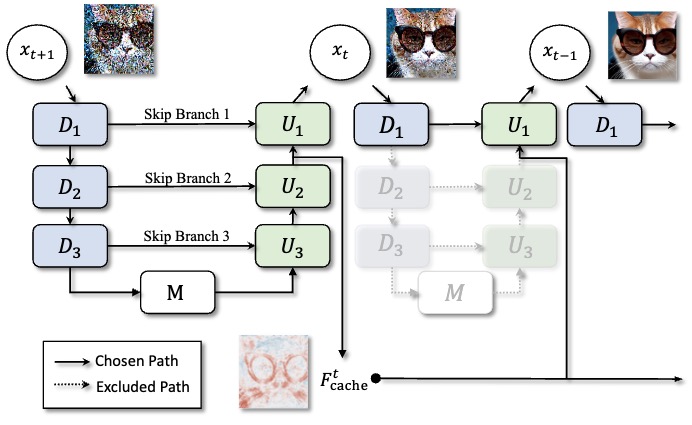 x_{t+1}
x_t
x_{t−1}
D_1 Skip Branch 1 U_1 D_1 U_1 D_1
D_2 Skip Branch 2 U_2 D_2 U_2
D_3 Skip Branch 3 U_3 D_3 U_3
M M
Chosen Path
Excluded Path
F^t_{cache}